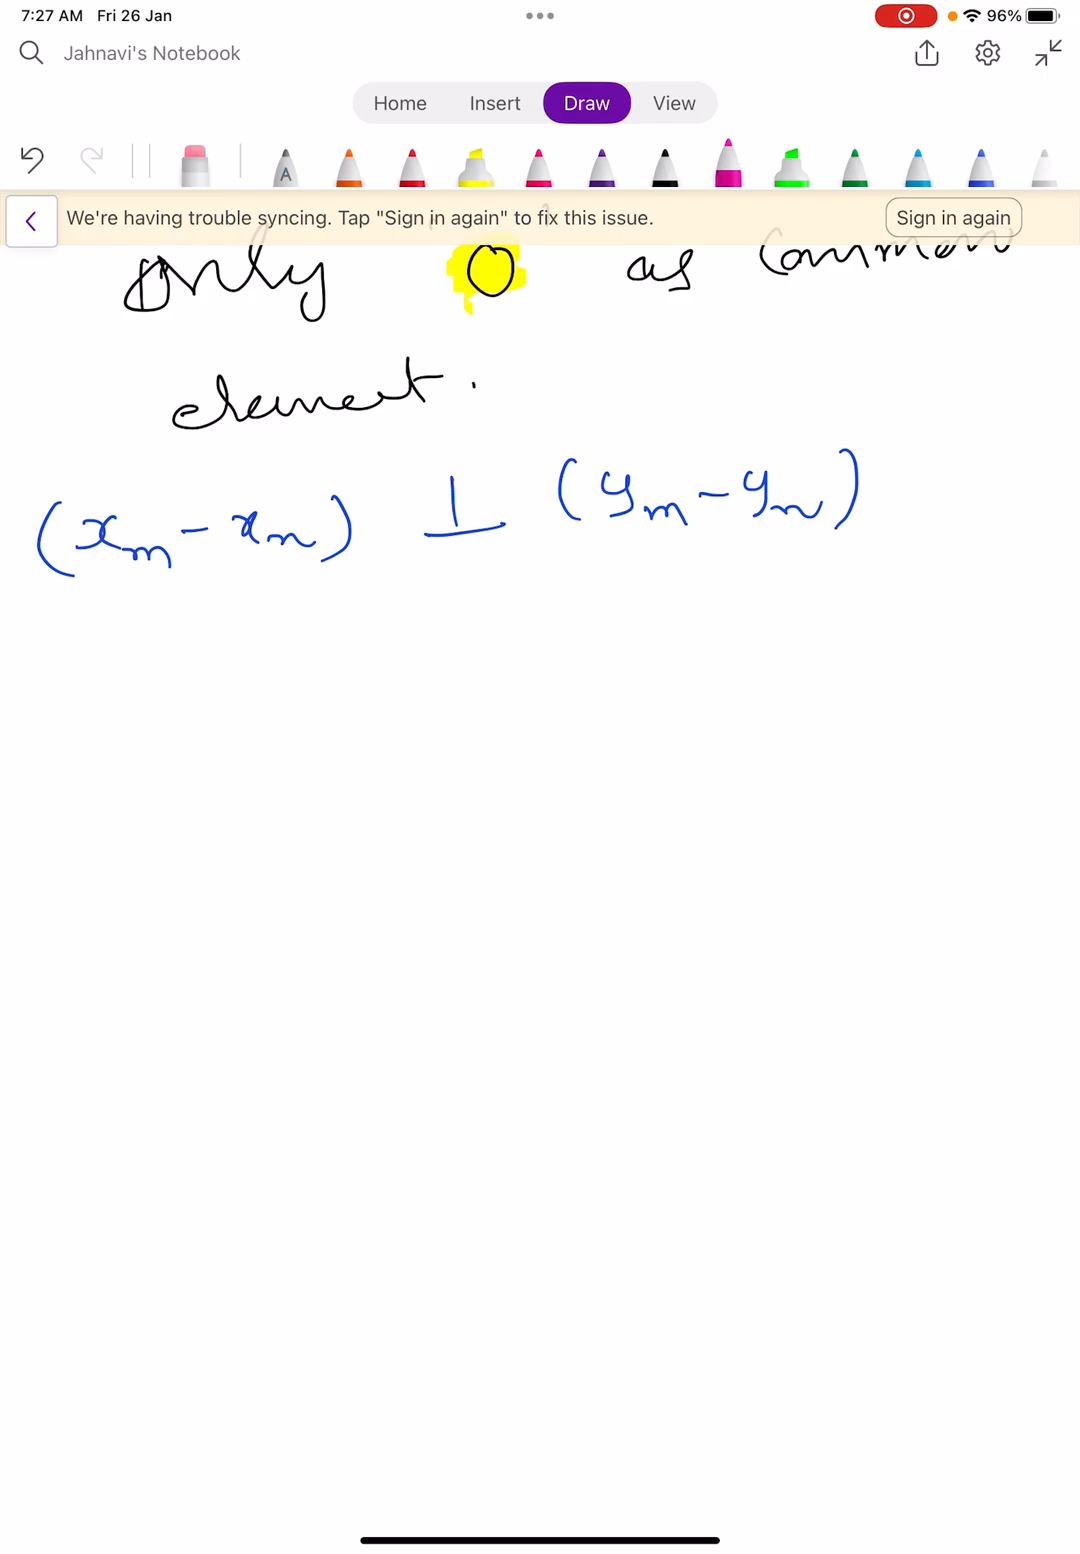 7:27 AM Fri 26 Jan 96%
Jahnavi's Notebook
Home Insert Draw View
A
We're having trouble syncing. Tap "Sign in again" to fix this issue. Sign in again
only 0 as common
element.
(xₘ - xₙ) ⊥ (yₘ - yₙ)